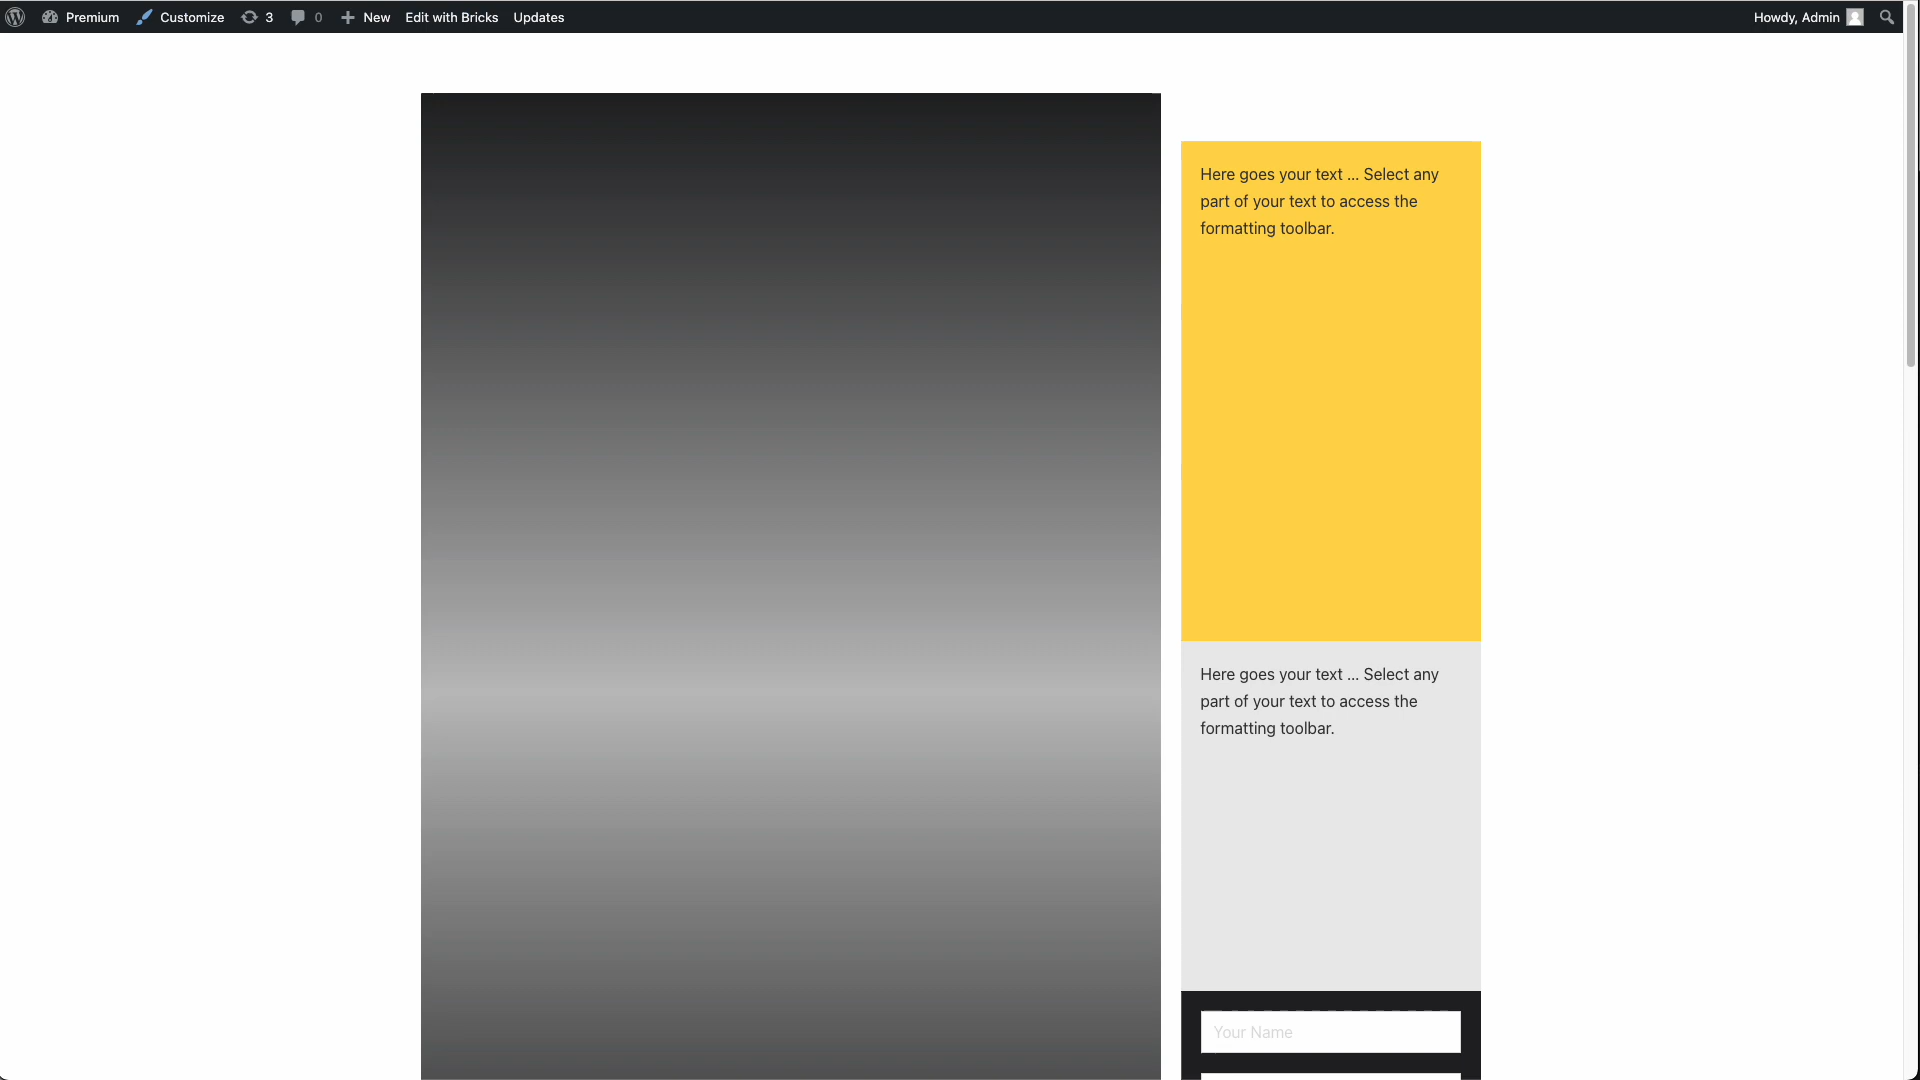 Premium Customize 3 0 New Edit with Bricks Updates Howdy, Admin
Here goes your text ... Select any
part of your text to access the
formatting toolbar.
Here goes your text ... Select any
part of your text to access the
formatting toolbar.
Your Name